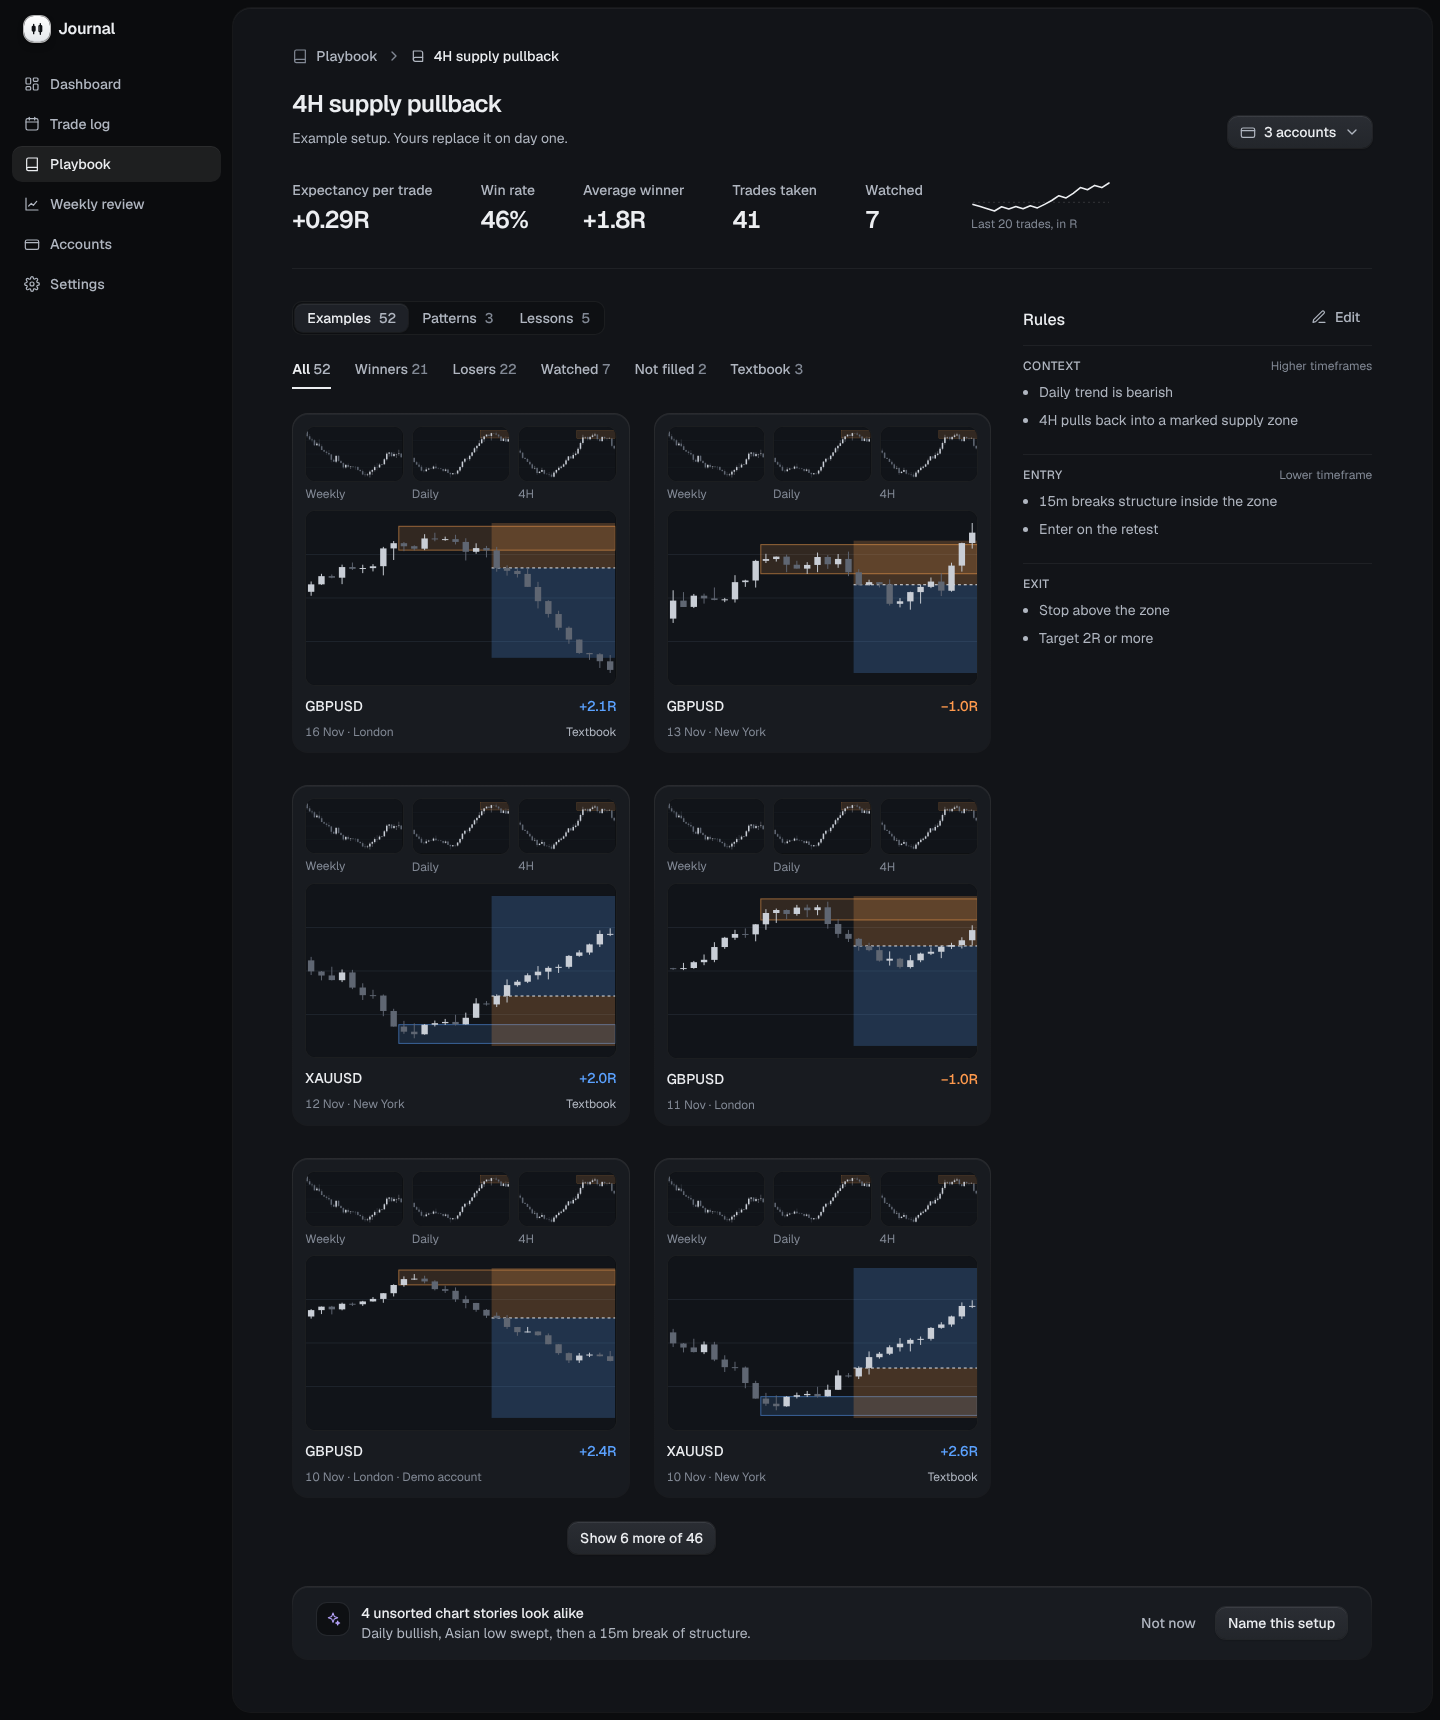 Journal
Dashboard
Trade log
Playbook
Weekly review
Accounts
Settings
Playbook
4H supply pullback
4H supply pullback
Example setup. Yours replace it on day one.
3 accounts
Expectancy per trade
+0.29R
Win rate
46%
Average winner
+1.8R
Trades taken
41
Watched
7
Last 20 trades, in R
Examples 52
Patterns 3
Lessons 5
All 52
Winners 21
Losers 22
Watched 7
Not filled 2
Textbook 3
Weekly
Daily
4H
GBPUSD
+2.1R
16 Nov · London
Textbook
Weekly
Daily
4H
GBPUSD
−1.0R
13 Nov · New York
Weekly
Daily
4H
XAUUSD
+2.0R
12 Nov · New York
Textbook
Weekly
Daily
4H
GBPUSD
−1.0R
11 Nov · London
Weekly
Daily
4H
GBPUSD
+2.4R
10 Nov · London · Demo account
Weekly
Daily
4H
XAUUSD
+2.6R
10 Nov · New York
Textbook
Show 6 more of 46
Rules
Edit
CONTEXT
Higher timeframes
Daily trend is bearish
4H pulls back into a marked supply zone
ENTRY
Lower timeframe
15m breaks structure inside the zone
Enter on the retest
EXIT
Stop above the zone
Target 2R or more
4 unsorted chart stories look alike
Daily bullish, Asian low swept, then a 15m break of structure.
Not now
Name this setup